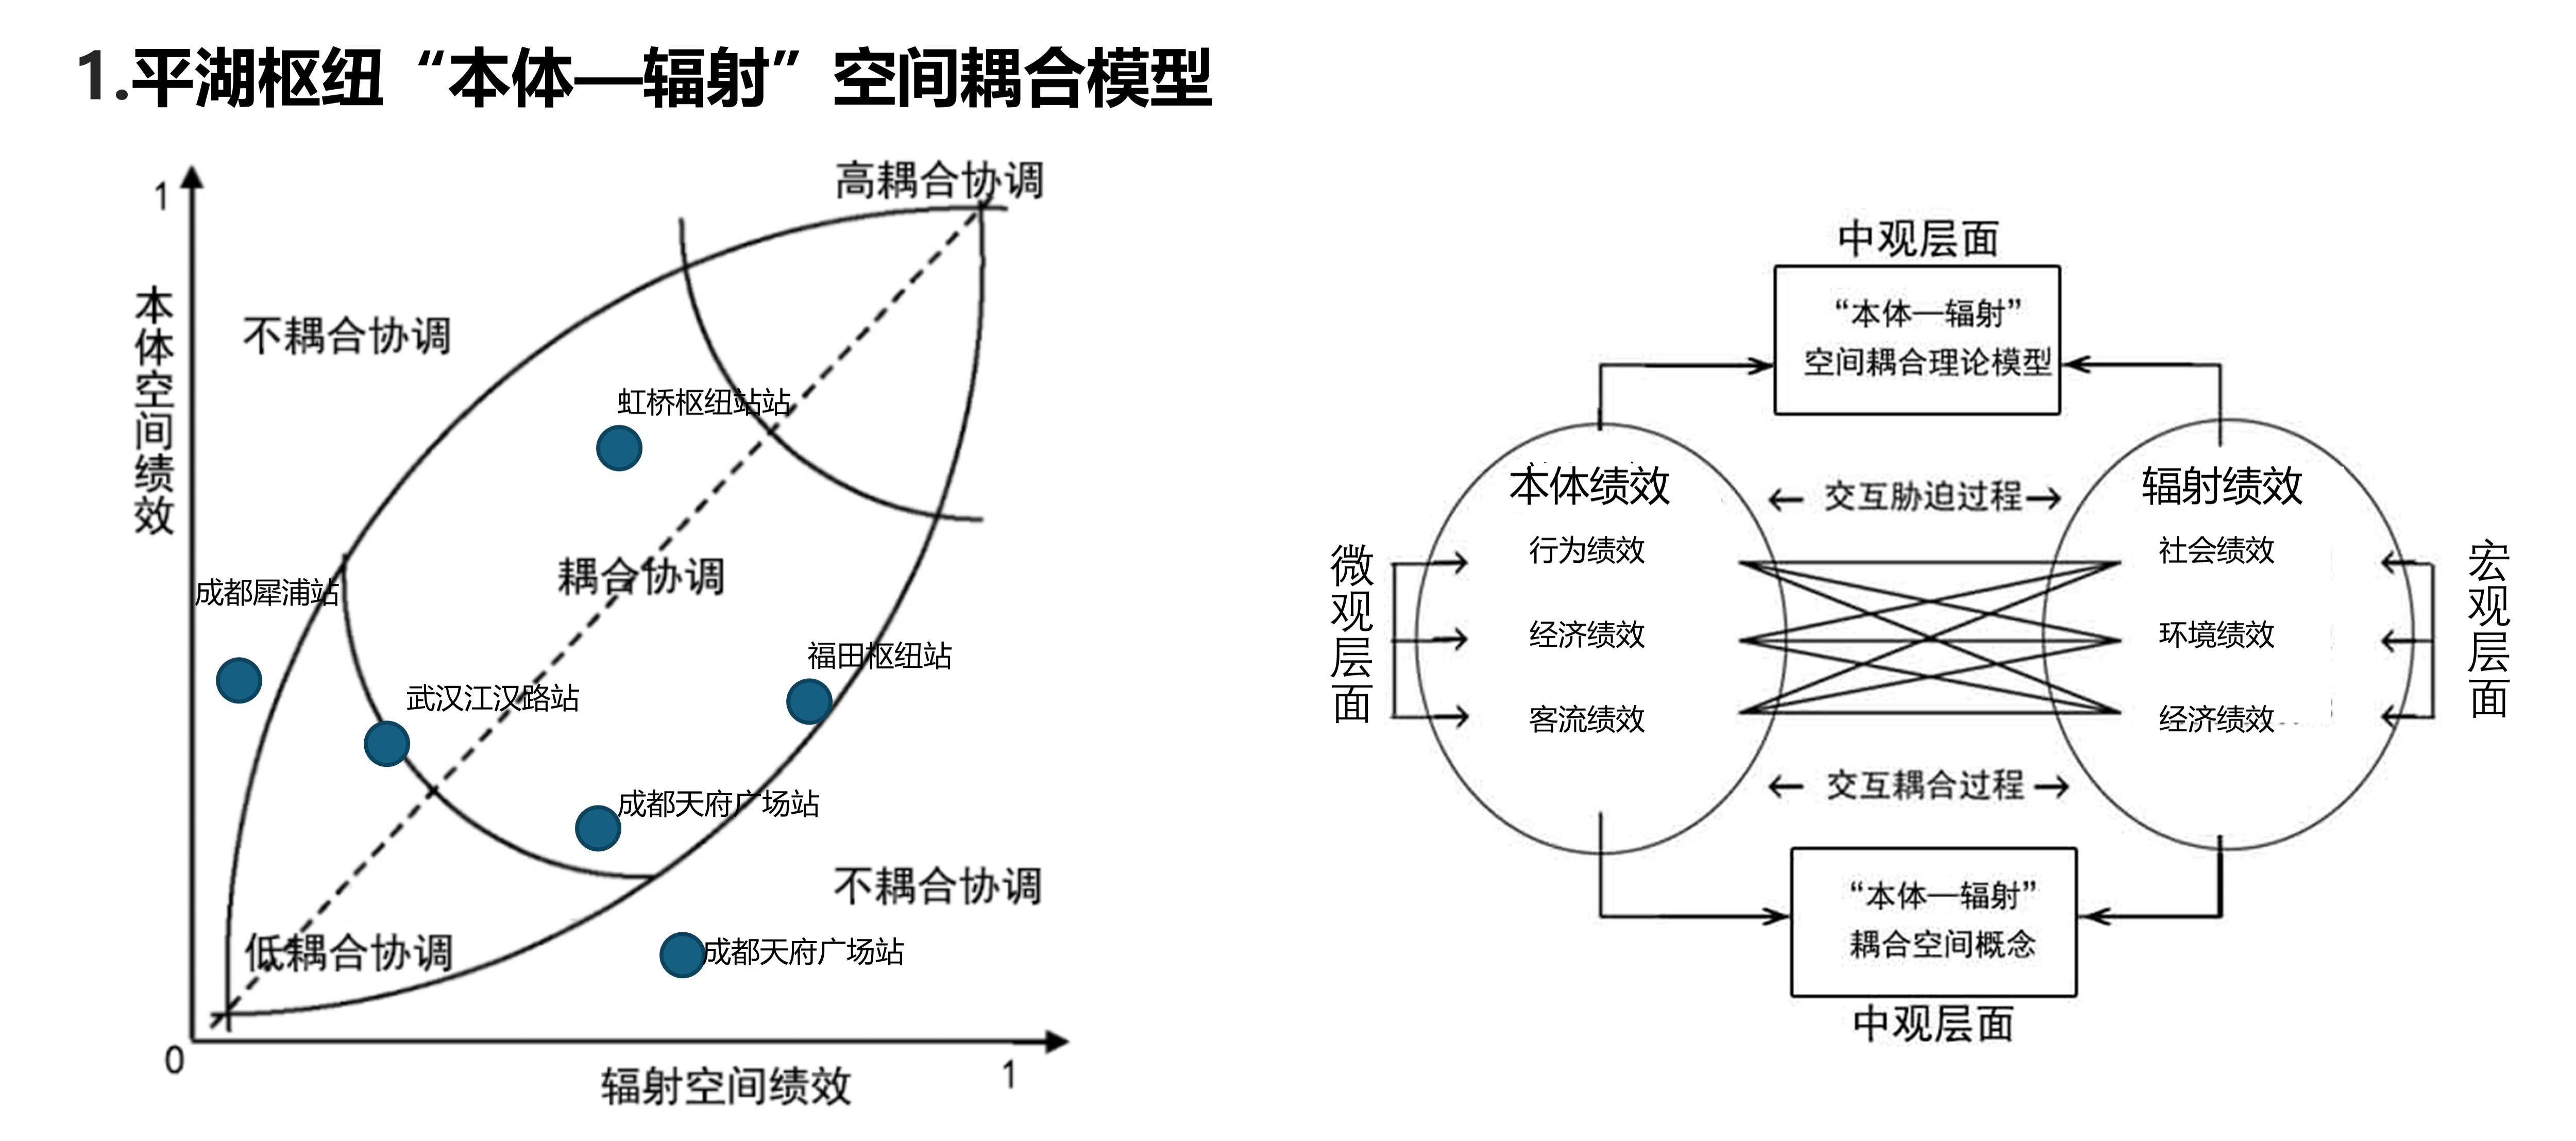 1.平湖枢纽“本体—辐射”空间耦合模型
1
高耦合协调
本体空间绩效
不耦合协调
虹桥枢纽站站
耦合协调
成都犀浦站
福田枢纽站
武汉江汉路站
成都天府广场站
不耦合协调
低耦合协调
成都天府广场站
0
辐射空间绩效
1
中观层面
“本体—辐射”
空间耦合理论模型
本体绩效
交互胁迫过程
辐射绩效
微观层面
行为绩效
经济绩效
客流绩效
社会绩效
环境绩效
经济绩效
宏观层面
交互耦合过程
“本体—辐射”
耦合空间概念
中观层面